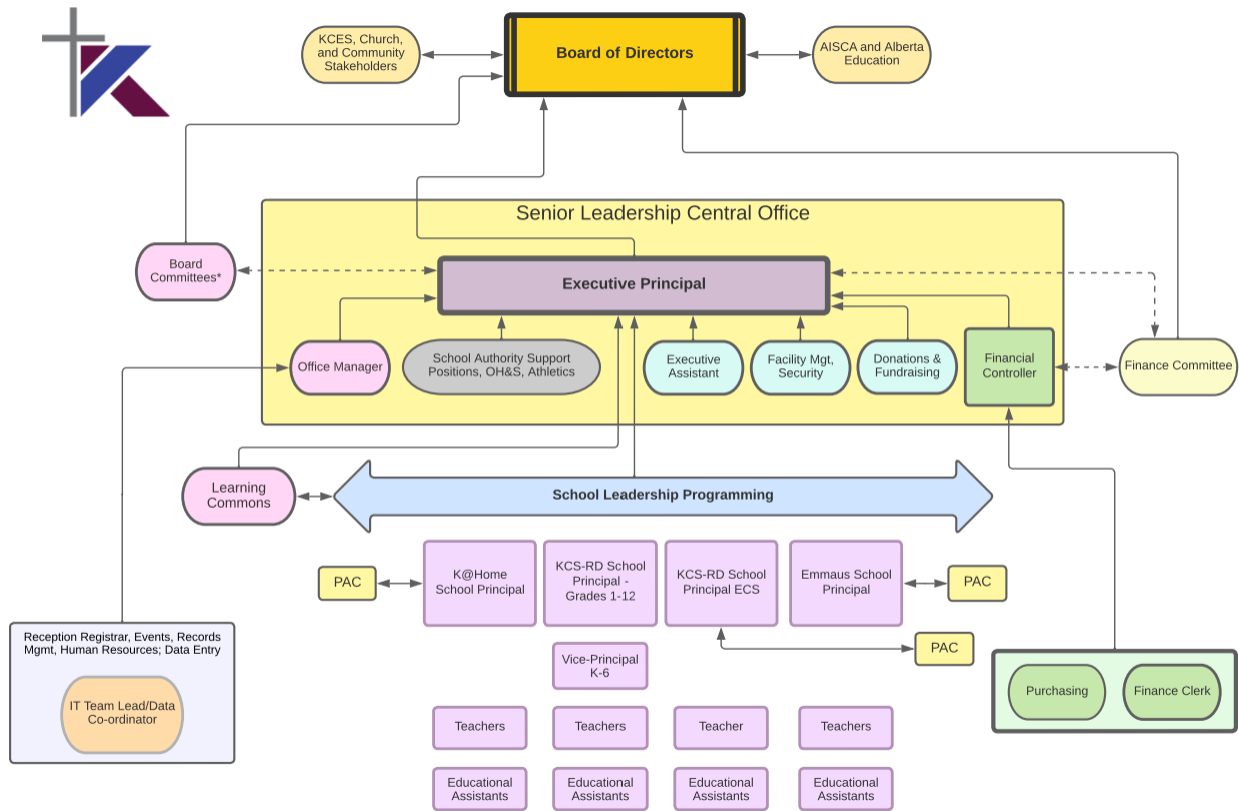 KCES, Church,
and Community
Stakeholders
Board of Directors
AISCA and Alberta
Education
Senior Leadership Central Office
Board
Committees*
Executive Principal
Office Manager
School Authority Support
Positions, OH&S, Athletics
Executive
Assistant
Facility Mgt,
Security
Donations &
Fundraising
Financial
Controller
Finance Committee
Learning
Commons
School Leadership Programming
PAC
K@Home
School Principal
KCS-RD School
Principal -
Grades 1-12
KCS-RD School
Principal ECS
Emmaus School
Principal
PAC
PAC
Reception Registrar, Events, Records
Mgmt, Human Resources; Data Entry
IT Team Lead/Data
Co-ordinator
Vice-Principal
K-6
Purchasing
Finance Clerk
Teachers
Teachers
Teacher
Teachers
Educational
Assistants
Educational
Assistants
Educational
Assistants
Educational
Assistants